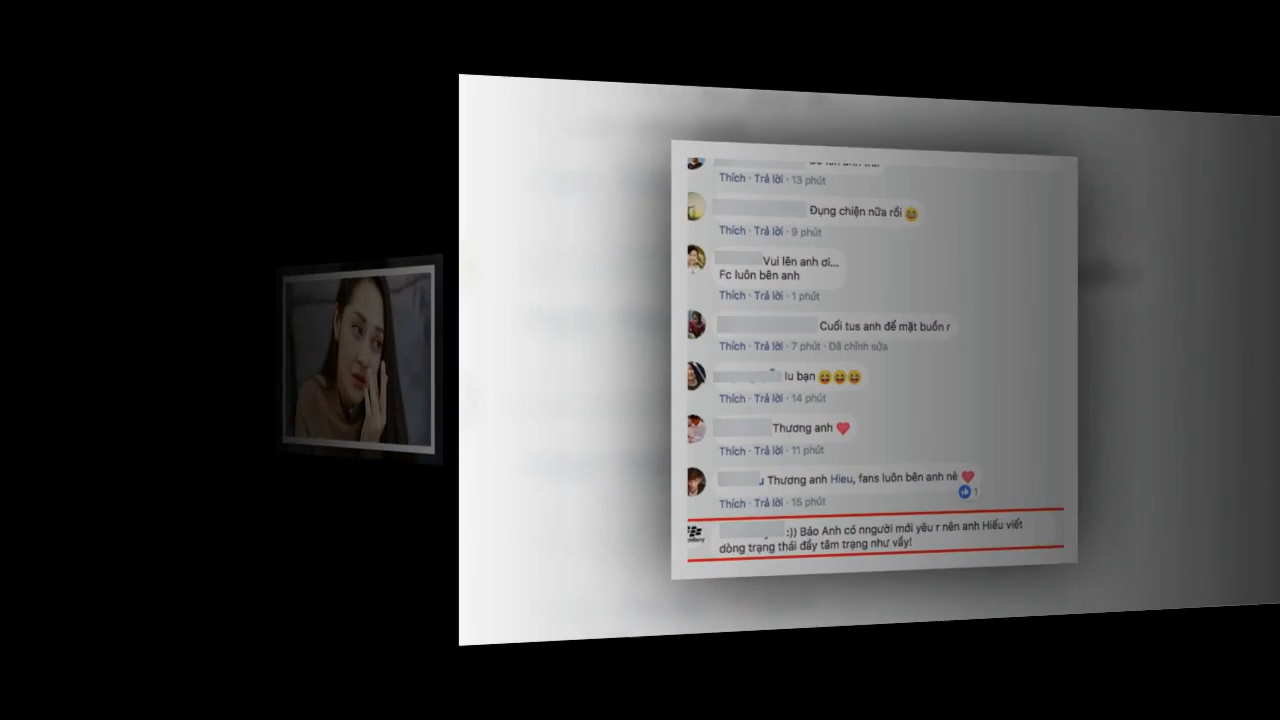 Thích · Trả lời · 13 phút
Đụng chiện nữa rồi 😄
Thích · Trả lời · 9 phút
Vui lên anh ơi...
Fc luôn bên anh
Thích · Trả lời · 1 phút
Cuối tus anh để mặt buồn r
Thích · Trả lời · 7 phút · Đã chỉnh sửa
lu bạn 😆😆😆
Thích · Trả lời · 14 phút
Thương anh ❤
Thích · Trả lời · 11 phút
Thương anh Hieu, fans luôn bên anh nè ❤
1
Thích · Trả lời · 15 phút
:)) Bảo Anh có nngười mới yêu r nên anh Hiếu viết
dòng trạng thái đầy tâm trạng như vầy!